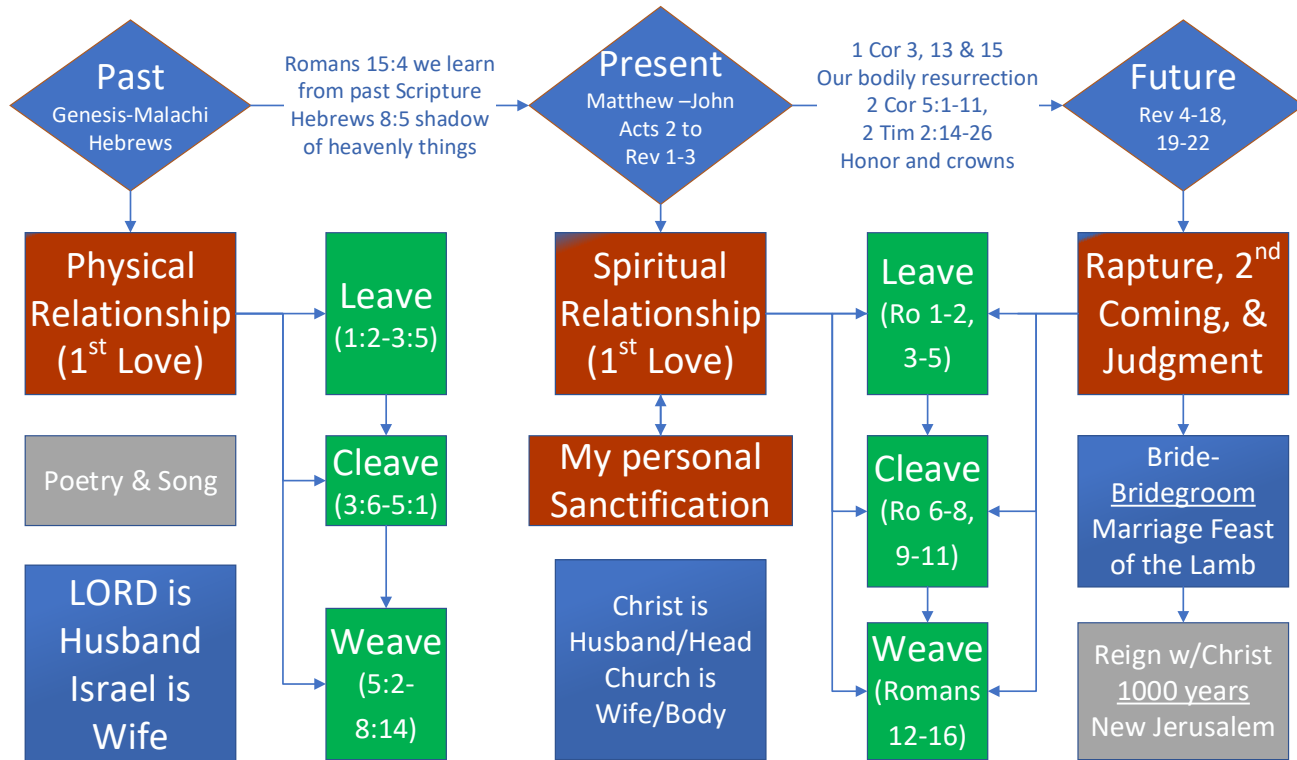 Past
Genesis-Malachi
Hebrews
Romans 15:4 we learn
from past Scripture
Hebrews 8:5 shadow
of heavenly things
Present
Matthew –John
Acts 2 to
Rev 1-3
1 Cor 3, 13 & 15
Our bodily resurrection
2 Cor 5:1-11,
2 Tim 2:14-26
Honor and crowns
Future
Rev 4-18,
19-22
Physical
Relationship
(1st Love)
Leave
(1:2-3:5)
Spiritual
Relationship
(1st Love)
Leave
(Ro 1-2,
3-5)
Rapture, 2nd
Coming, &
Judgment
Poetry & Song
Cleave
(3:6-5:1)
My personal
Sanctification
Cleave
(Ro 6-8,
9-11)
Bride-
Bridegroom
Marriage Feast
of the Lamb
LORD is
Husband
Israel is
Wife
Weave
(5:2-
8:14)
Christ is
Husband/Head
Church is
Wife/Body
Weave
(Romans
12-16)
Reign w/Christ
1000 years
New Jerusalem